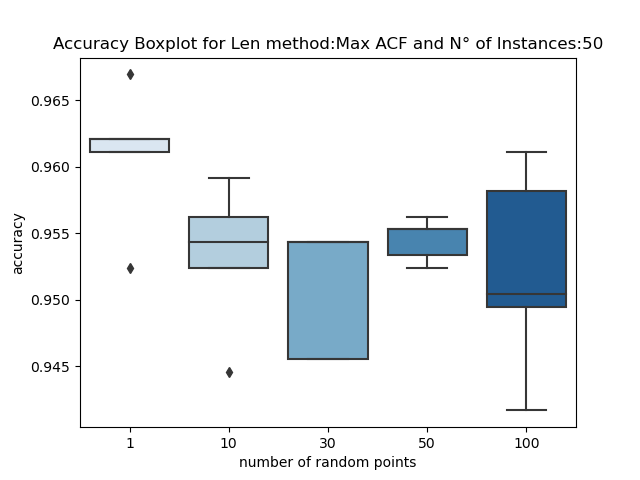 Accuracy Boxplot for Len method:Max ACF and N° of Instances:50
0.965
0.960
0.955
0.950
0.945
accuracy
1 10 30 50 100
number of random points